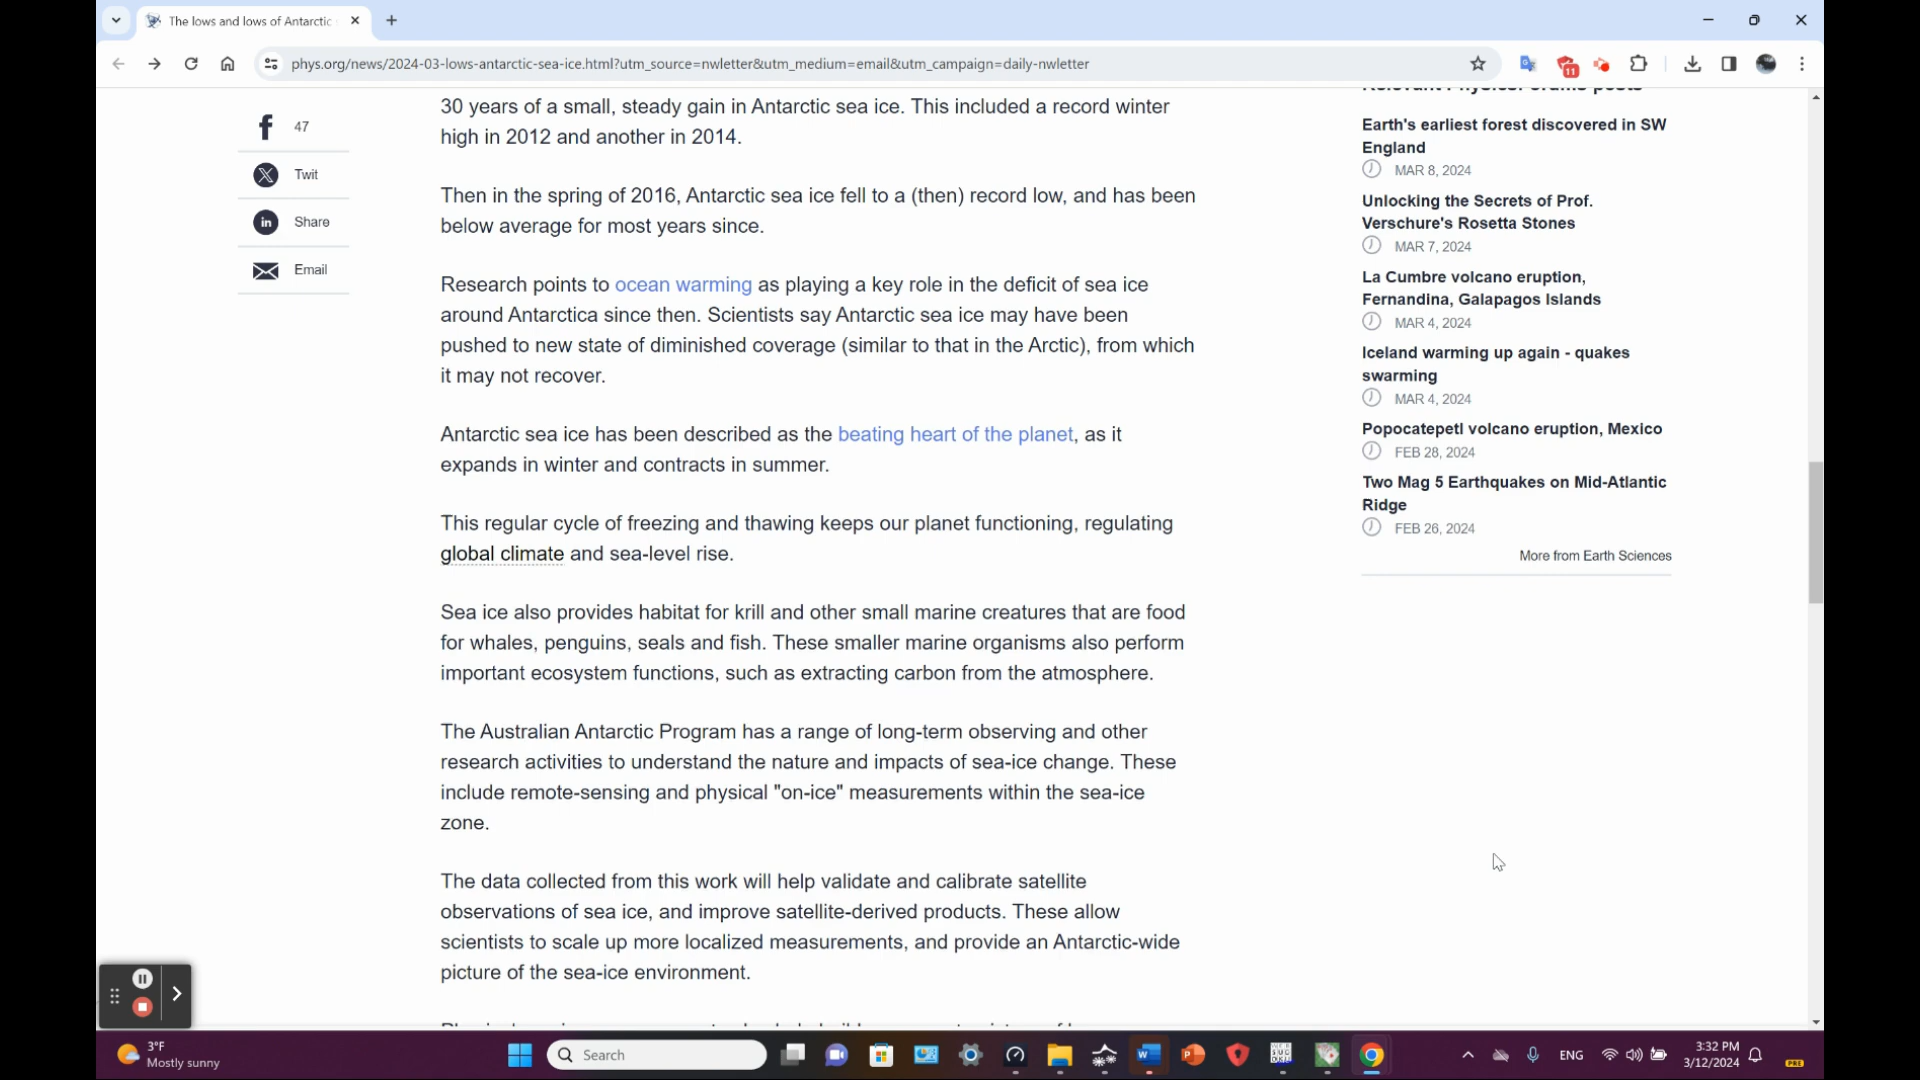 The lows and lows of Antarctic
phys.org/news/2024-03-lows-antarctic-sea-ice.html?utm_source=nwletter&utm_medium=email&utm_campaign=daily-nwletter
11
47
Twit
Share
Email
30 years of a small, steady gain in Antarctic sea ice. This included a record winter
high in 2012 and another in 2014.
Then in the spring of 2016, Antarctic sea ice fell to a (then) record low, and has been
below average for most years since.
Research points to ocean warming as playing a key role in the deficit of sea ice
around Antarctica since then. Scientists say Antarctic sea ice may have been
pushed to new state of diminished coverage (similar to that in the Arctic), from which
it may not recover.
Antarctic sea ice has been described as the beating heart of the planet, as it
expands in winter and contracts in summer.
This regular cycle of freezing and thawing keeps our planet functioning, regulating
global climate and sea-level rise.
Sea ice also provides habitat for krill and other small marine creatures that are food
for whales, penguins, seals and fish. These smaller marine organisms also perform
important ecosystem functions, such as extracting carbon from the atmosphere.
The Australian Antarctic Program has a range of long-term observing and other
research activities to understand the nature and impacts of sea-ice change. These
include remote-sensing and physical "on-ice" measurements within the sea-ice
zone.
The data collected from this work will help validate and calibrate satellite
observations of sea ice, and improve satellite-derived products. These allow
scientists to scale up more localized measurements, and provide an Antarctic-wide
picture of the sea-ice environment.
Relevant PhysicsForums posts
Earth's earliest forest discovered in SW
England
MAR 8, 2024
Unlocking the Secrets of Prof.
Verschure's Rosetta Stones
MAR 7, 2024
La Cumbre volcano eruption,
Fernandina, Galapagos Islands
MAR 4, 2024
Iceland warming up again - quakes
swarming
MAR 4, 2024
Popocatepetl volcano eruption, Mexico
FEB 28, 2024
Two Mag 5 Earthquakes on Mid-Atlantic
Ridge
FEB 26, 2024
More from Earth Sciences
3°F
Mostly sunny
Search
ENG
3:32 PM
3/12/2024
PRE